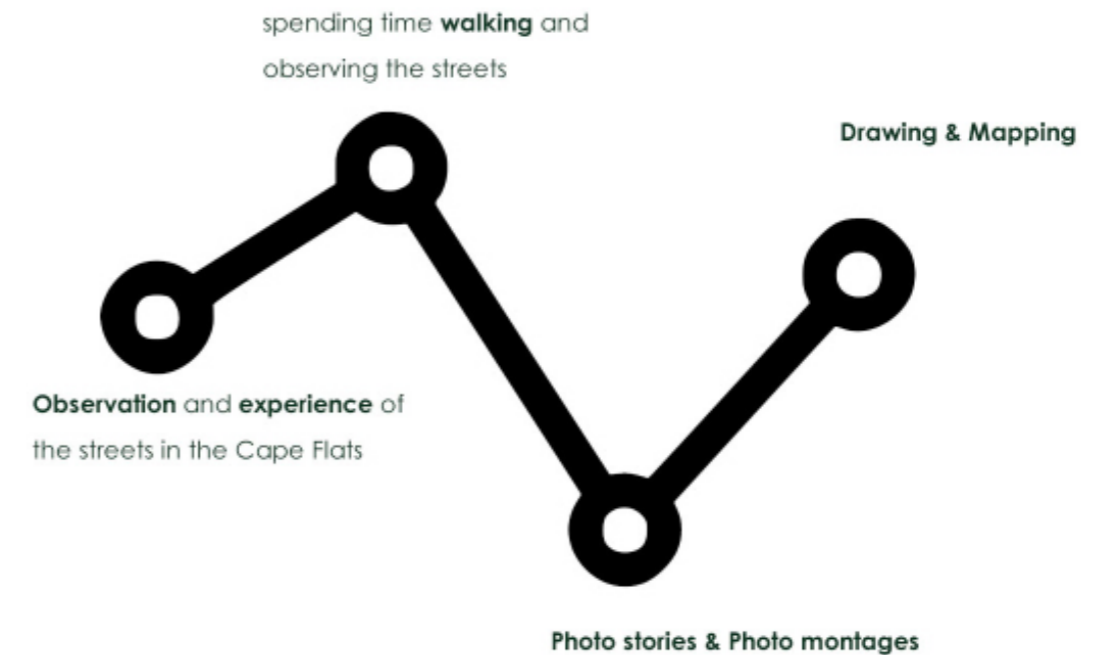 spending time walking and
observing the streets
Drawing & Mapping
Observation and experience of
the streets in the Cape Flats
Photo stories & Photo montages